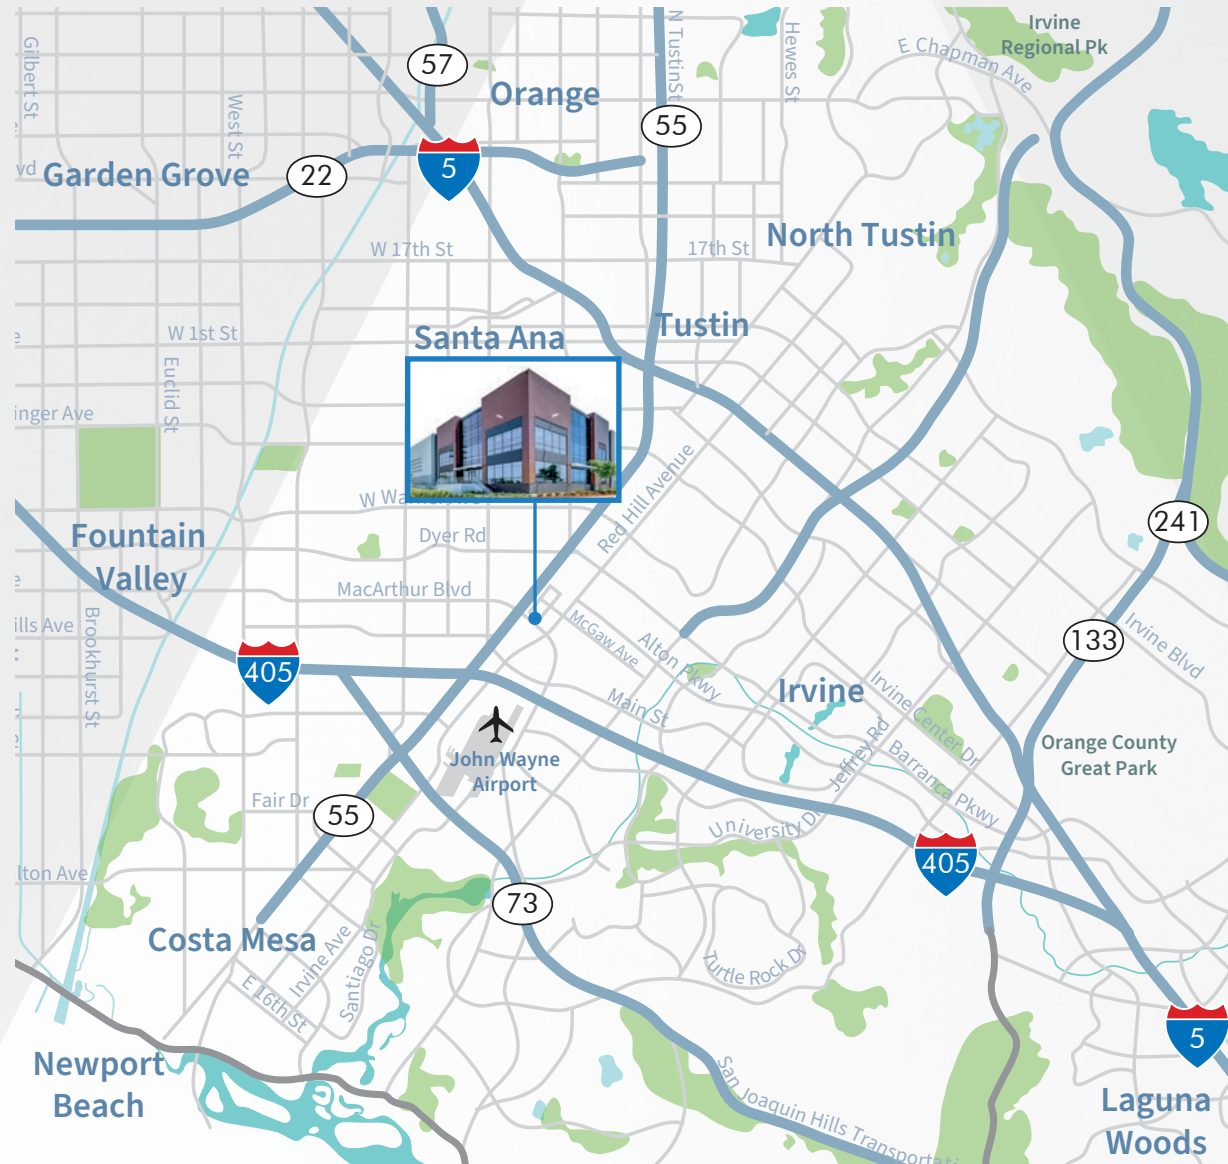 Irvine
Regional Pk
Gilbert St
N Tustin St
Hewes St
E Chapman Ave
57
Orange
West St
55
vd
Garden Grove
22
5
W 17th St
17th St
North Tustin
W 1st St
Santa Ana
Tustin
Euclid St
inger Ave
W Wa
Red Hill Avenue
241
Fountain
Valley
Dyer Rd
MacArthur Blvd
ills Ave
Brookhurst St
McGaw Ave
Alton Pkwy
133
Irvine Blvd
405
Main St
Irvine
Irvine Center Dr
John Wayne
Airport
Jeffrey Rd
Barranca Pkwy
Orange County
Great Park
Fair Dr
55
University Dr
405
lton Ave
73
Costa Mesa
Irvine Ave
Santiago Dr
Turtle Rock Dr
E 16th St
5
Newport
Beach
San Joaquin Hills Transportati
Laguna
Woods